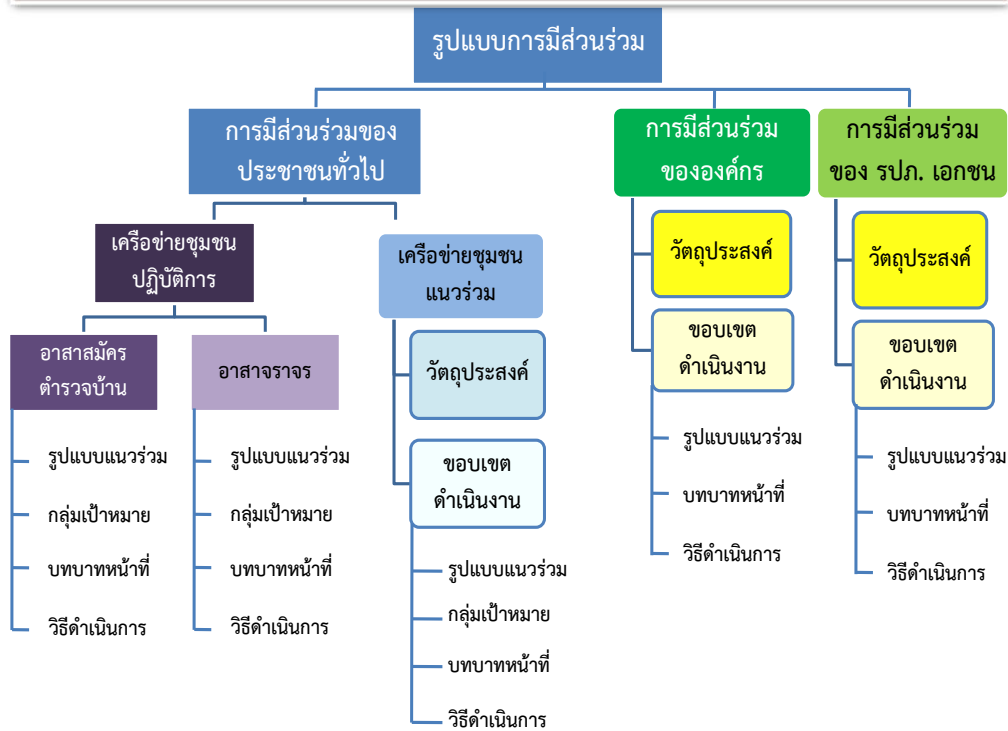 รูปแบบการมีส่วนร่วม
การมีส่วนร่วมของ
ประชาชนทั่วไป
เครือข่ายชุมชน
ปฏิบัติการ
อาสาสมัคร
ตำรวจบ้าน
รูปแบบแนวร่วม
กลุ่มเป้าหมาย
บทบาทหน้าที่
วิธีดำเนินการ
อาสาจราจร
รูปแบบแนวร่วม
กลุ่มเป้าหมาย
บทบาทหน้าที่
วิธีดำเนินการ
เครือข่ายชุมชน
แนวร่วม
วัตถุประสงค์
ขอบเขต
ดำเนินงาน
รูปแบบแนวร่วม
กลุ่มเป้าหมาย
บทบาทหน้าที่
วิธีดำเนินการ
การมีส่วนร่วม
ขององค์กร
วัตถุประสงค์
ขอบเขต
ดำเนินงาน
รูปแบบแนวร่วม
บทบาทหน้าที่
วิธีดำเนินการ
การมีส่วนร่วม
ของ รปภ. เอกชน
วัตถุประสงค์
ขอบเขต
ดำเนินงาน
รูปแบบแนวร่วม
บทบาทหน้าที่
วิธีดำเนินการ